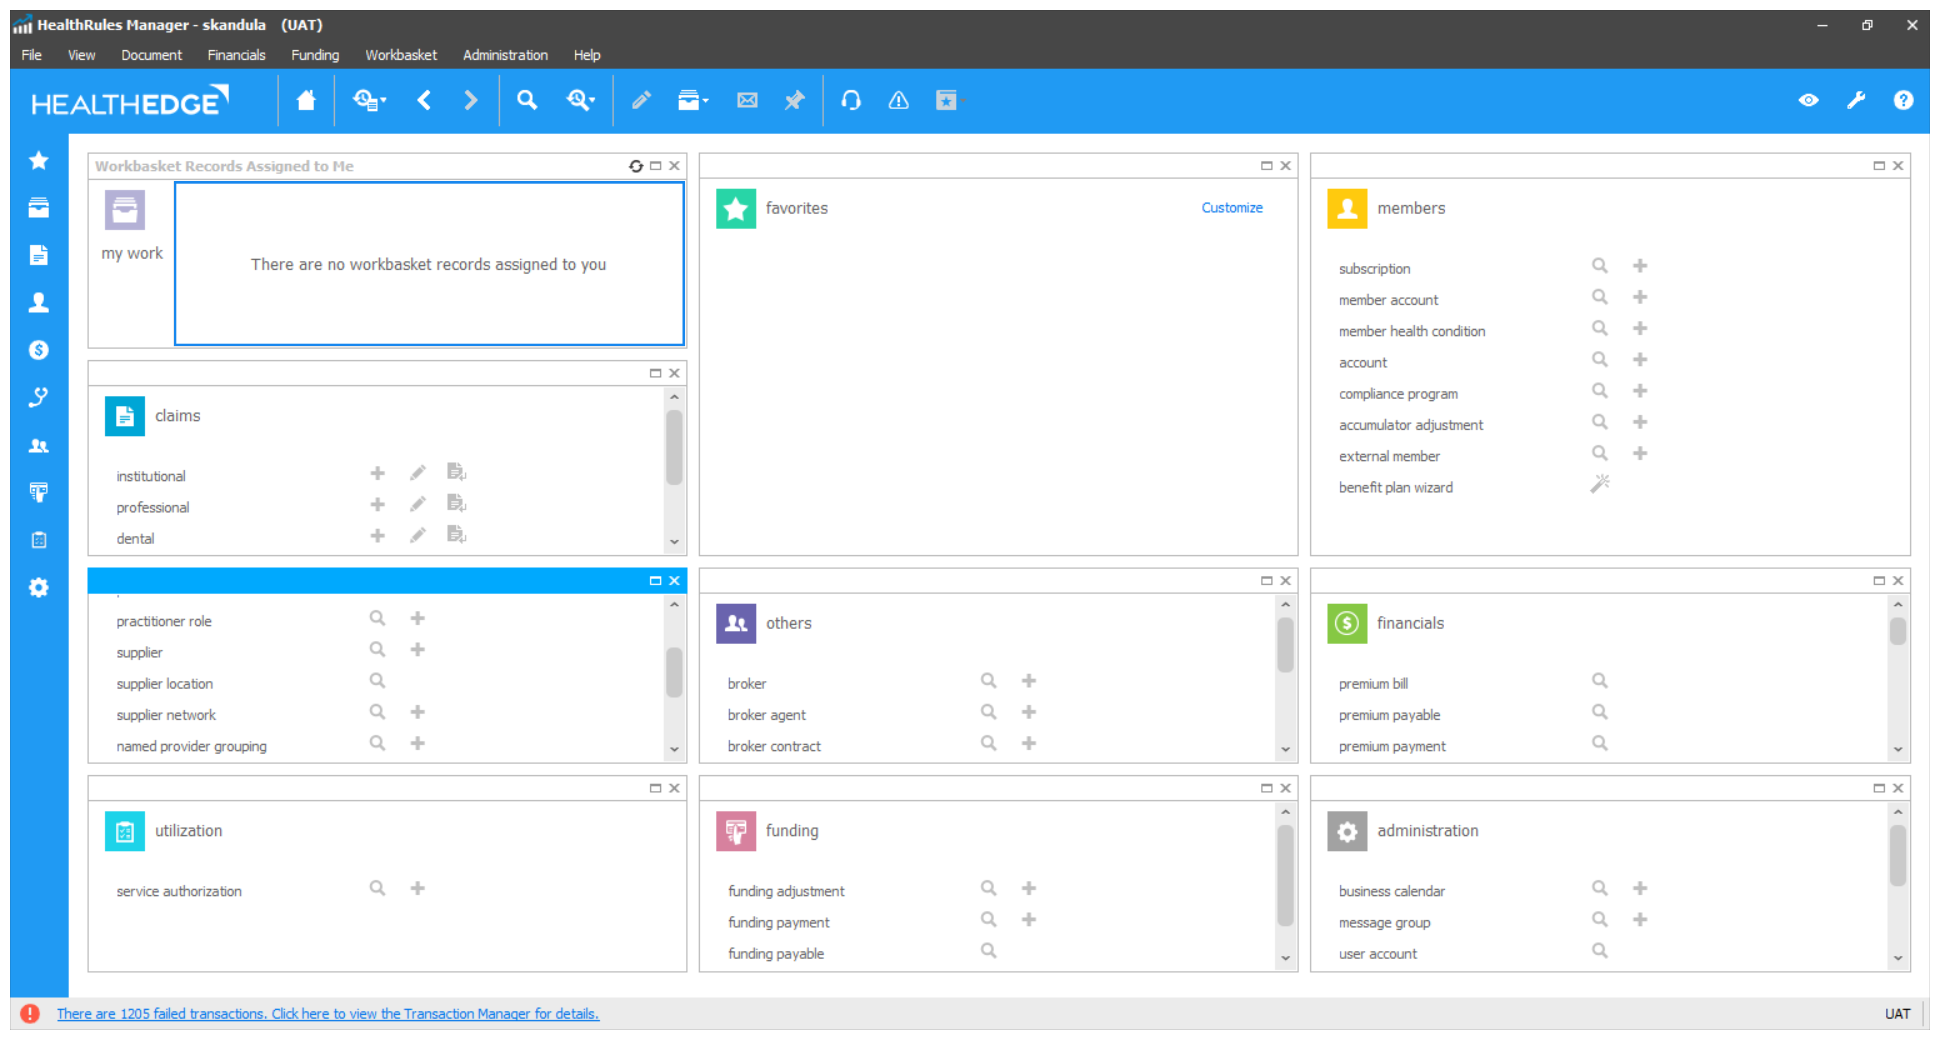 HealthRules Manager - skandula (UAT)
File View Document Financials Funding Workbasket Administration Help
HEALTHEDGE
Workbasket Records Assigned to Me
my work
There are no workbasket records assigned to you
favorites
Customize
members
subscription
member account
member health condition
account
compliance program
accumulator adjustment
external member
benefit plan wizard
claims
institutional
professional
dental
practitioner role
supplier
supplier location
supplier network
named provider grouping
others
broker
broker agent
broker contract
financials
premium bill
premium payable
premium payment
utilization
service authorization
funding
funding adjustment
funding payment
funding payable
administration
business calendar
message group
user account
There are 1205 failed transactions. Click here to view the Transaction Manager for details.
UAT